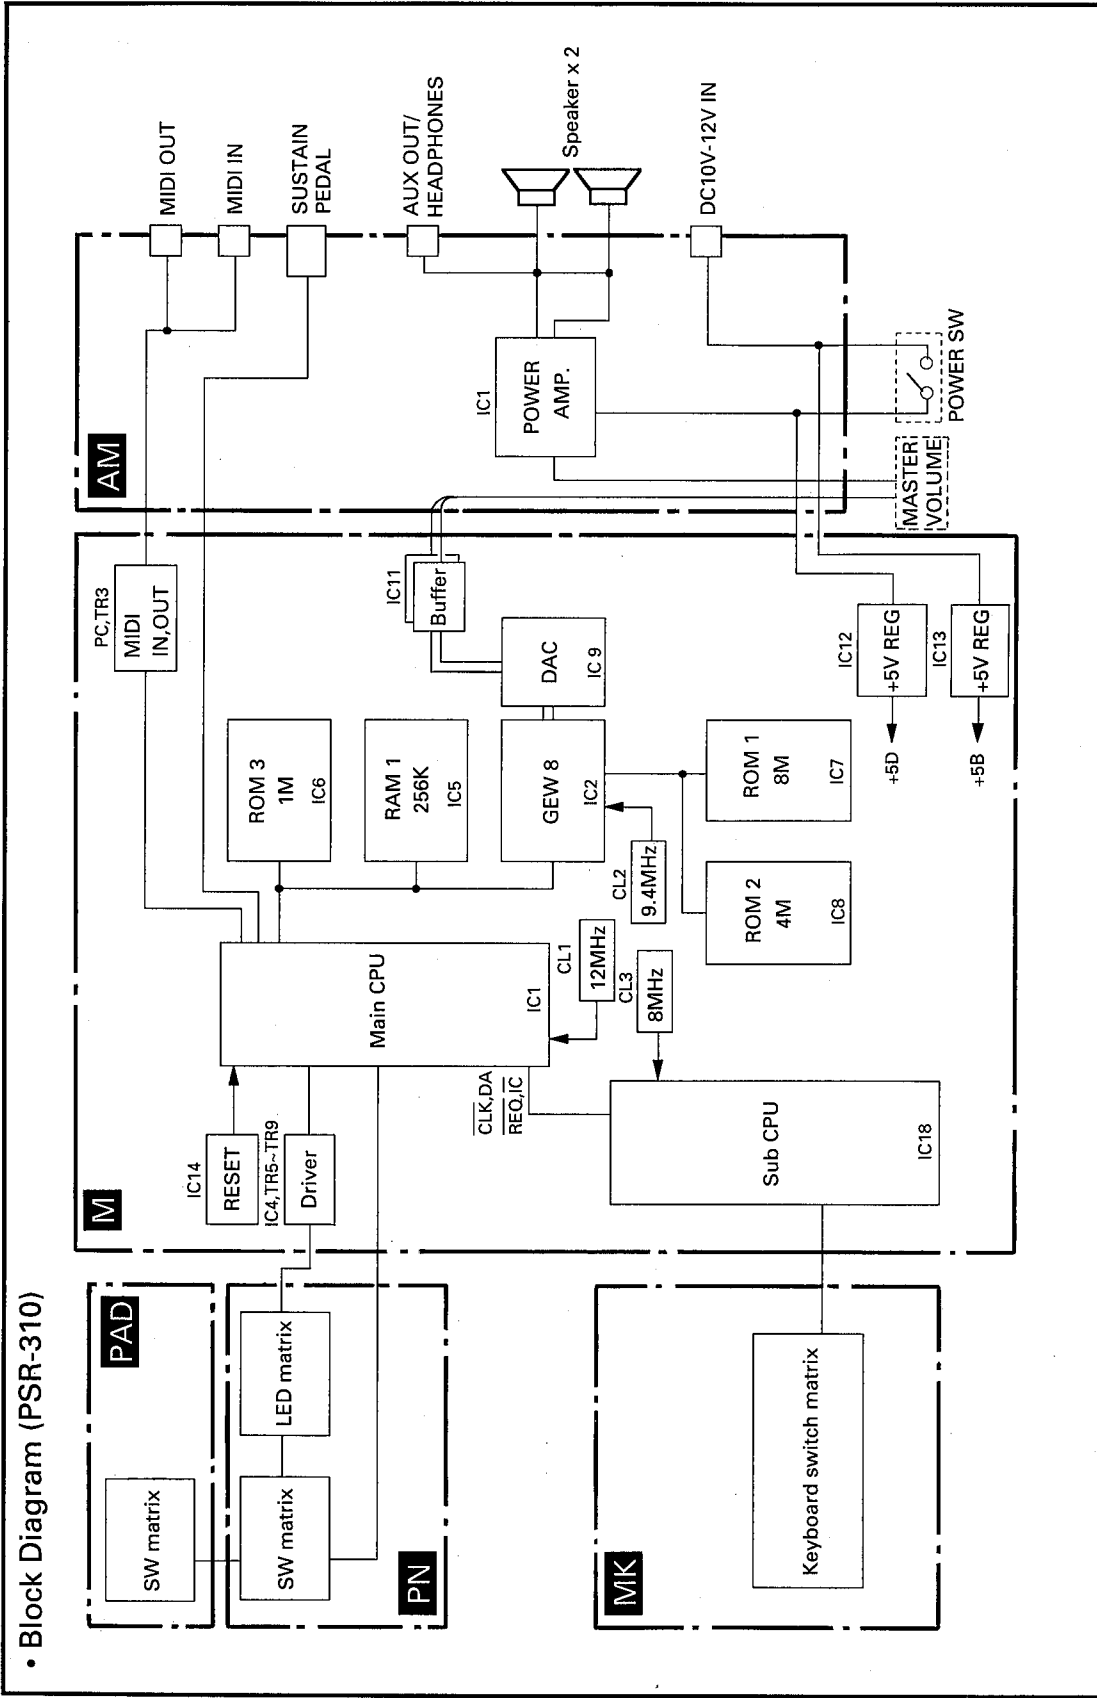 • Block Diagram (PSR-310)
PAD
SW matrix
PN
SW matrix
LED matrix
MK
Keyboard switch matrix
M
IC14
RESET
IC4,TR5~TR9
Driver
Main CPU
IC1
CLK,DA
REQ,IC
CL1
12MHz
CL3
8MHz
Sub CPU
IC18
PC,TR3
MIDI
IN,OUT
ROM 3
1M
IC6
RAM 1
256K
IC5
GEW 8
IC2
CL2
9.4MHz
DAC
IC 9
IC11
Buffer
ROM 1
8M
IC7
ROM 2
4M
IC8
IC12
+5V REG
+5D
IC13
+5V REG
+5B
AM
IC1
POWER
AMP.
MIDI OUT
MIDI IN
SUSTAIN
PEDAL
AUX OUT/
HEADPHONES
Speaker x 2
DC10V-12V IN
POWER SW
MASTER
VOLUME